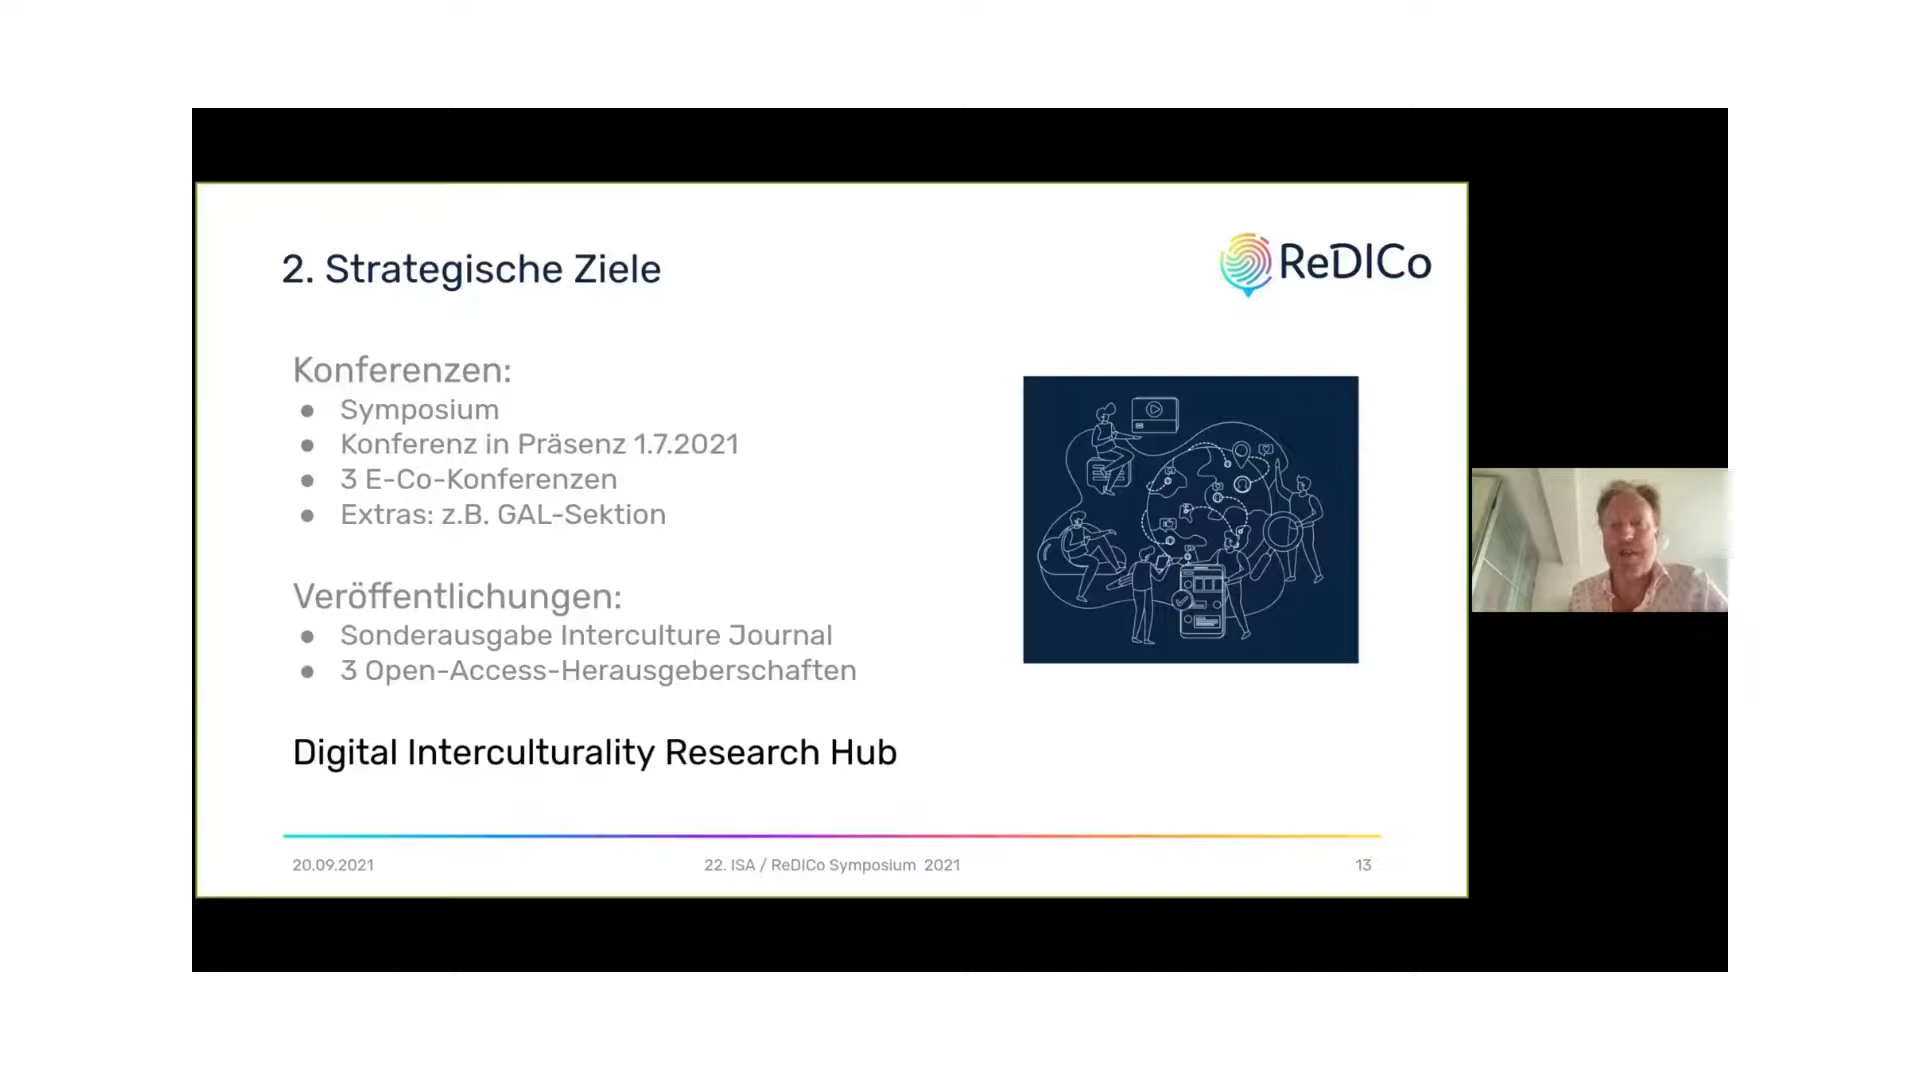 2. Strategische Ziele
ReDICo
Konferenzen:
● Symposium
● Konferenz in Präsenz 1.7.2021
● 3 E-Co-Konferenzen
● Extras: z.B. GAL-Sektion
Veröffentlichungen:
● Sonderausgabe Interculture Journal
● 3 Open-Access-Herausgeberschaften
Digital Interculturality Research Hub
20.09.2021
22. ISA / ReDICo Symposium 2021
13